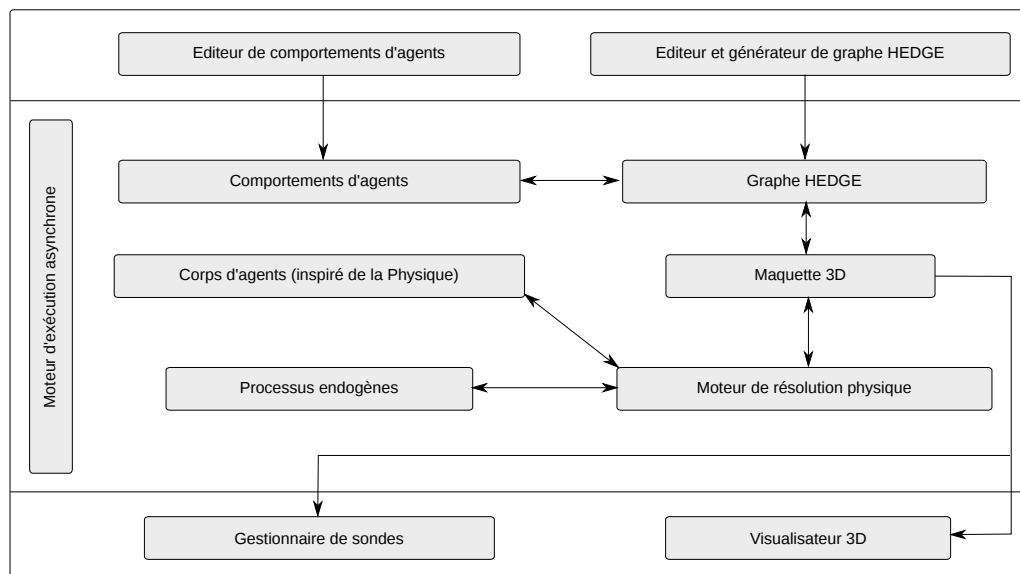 Editeur de comportements d'agents
Editeur et générateur de graphe HEDGE
Moteur d'exécution asynchrone
Comportements d'agents
Graphe HEDGE
Corps d'agents (inspiré de la Physique)
Maquette 3D
Processus endogènes
Moteur de résolution physique
Gestionnaire de sondes
Visualisateur 3D